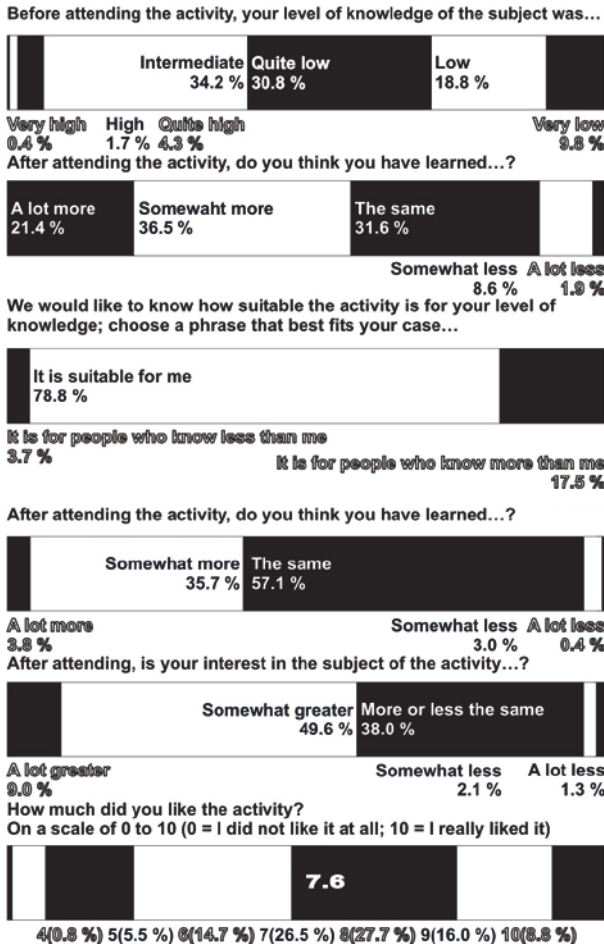 Before attending the activity, your level of knowledge of the subject was...
Intermediate Quite low Low
34.2 % 30.8 % 18.8 %
Very high High Quite high Very low
0.4 % 1.7 % 4.3 % 9.8 %
After attending the activity, do you think you have learned...?
A lot more Somewaht more The same
21.4 % 36.5 % 31.6 %
Somewhat less A lot less
8.6 % 1.9 %
We would like to know how suitable the activity is for your level of
knowledge; choose a phrase that best fits your case...
It is suitable for me
78.8 %
It is for people who know less than me
3.7 %
It is for people who know more than me
17.5 %
After attending the activity, do you think you have learned...?
Somewhat more The same
35.7 % 57.1 %
A lot more Somewhat less A lot less
3.8 % 3.0 % 0.4 %
After attending, is your interest in the subject of the activity...?
Somewhat greater More or less the same
49.6 % 38.0 %
A lot greater Somewhat less A lot less
9.0 % 2.1 % 1.3 %
How much did you like the activity?
On a scale of 0 to 10 (0 = I did not like it at all; 10 = I really liked it)
7.6
4(0.8 %) 5(5.5 %) 6(14.7 %) 7(26.5 %) 8(27.7 %) 9(16.0 %) 10(8.8 %)